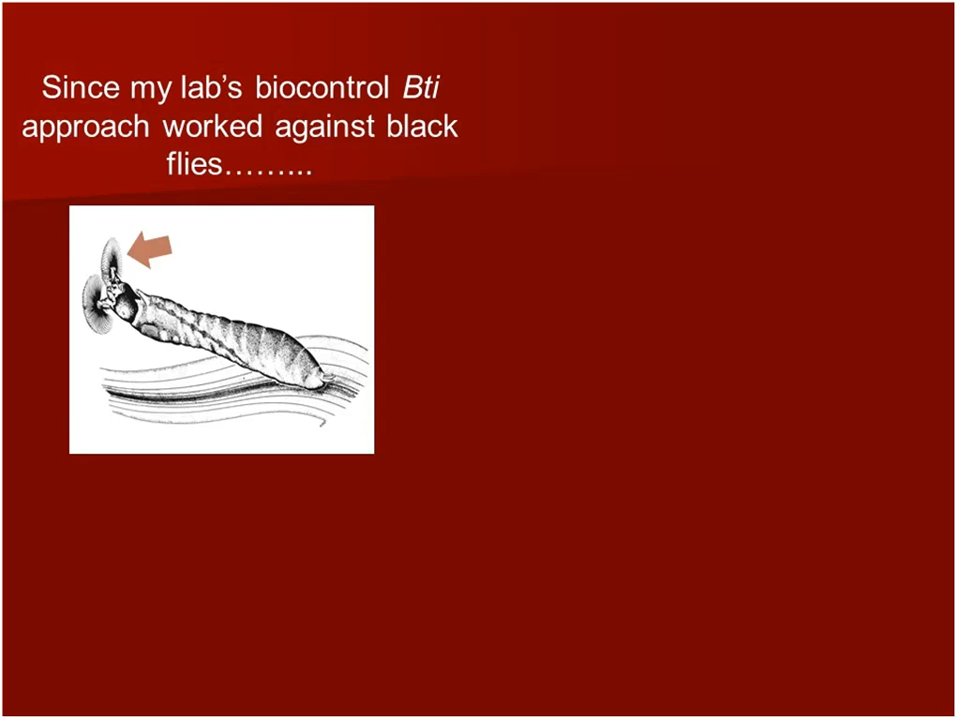 Since my lab’s biocontrol Bti
approach worked against black
flies……...